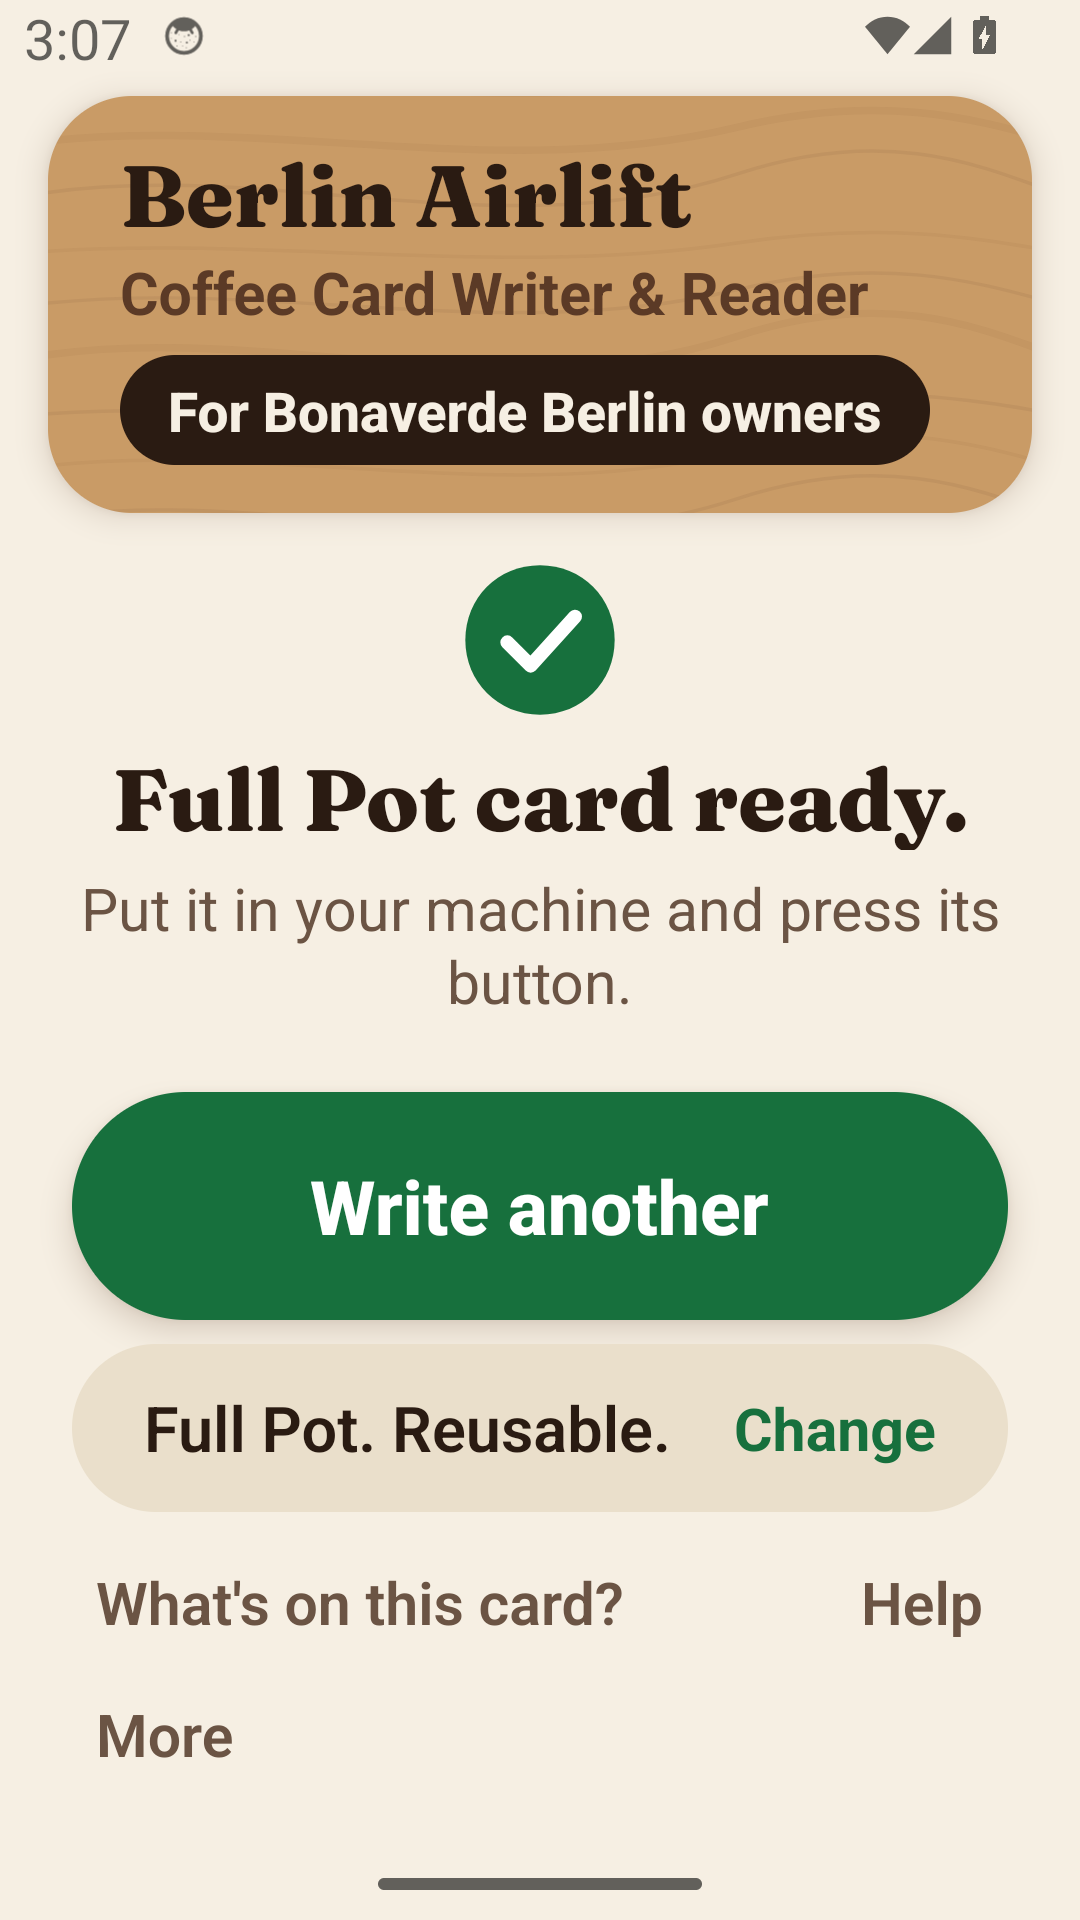 3:07
Berlin Airlift
Coffee Card Writer & Reader
For Bonaverde Berlin owners
Full Pot card ready.
Put it in your machine and press its
button.
Write another
Full Pot. Reusable. Change
What's on this card? Help
More